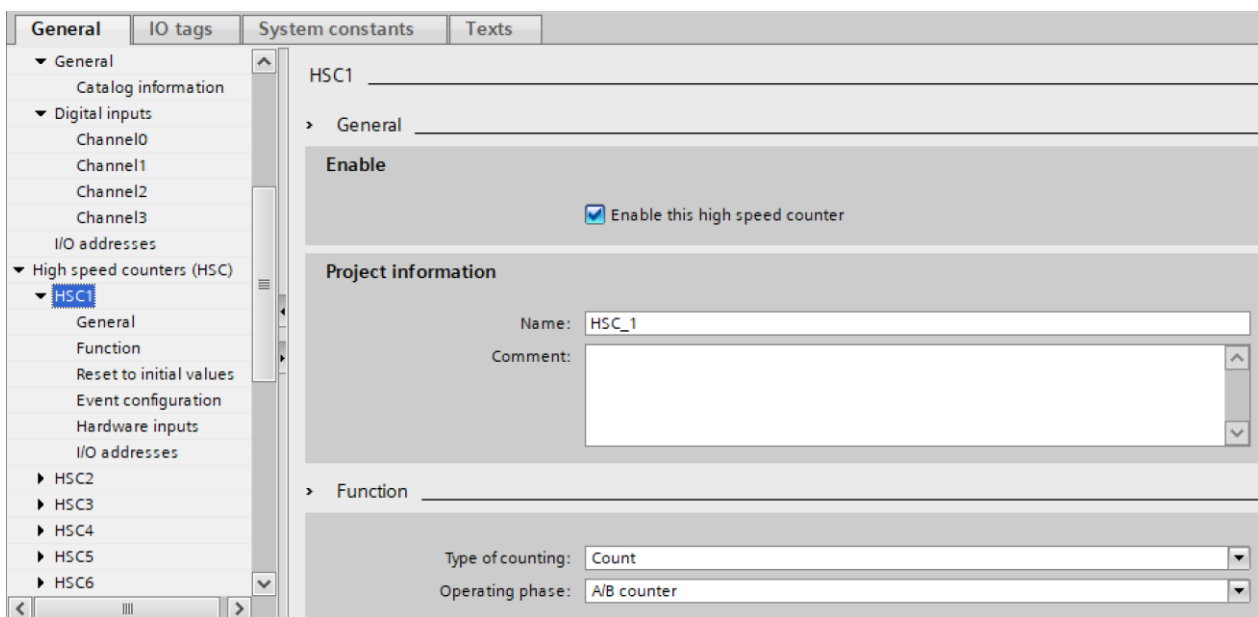 General
IO tags
System constants
Texts
General
Catalog information
Digital inputs
Channel0
Channel1
Channel2
Channel3
I/O addresses
High speed counters (HSC)
HSC1
General
Function
Reset to initial values
Event configuration
Hardware inputs
I/O addresses
HSC2
HSC3
HSC4
HSC5
HSC6
HSC1
General
Enable
Enable this high speed counter
Project information
Name: HSC_1
Comment:
Function
Type of counting: Count
Operating phase: A/B counter